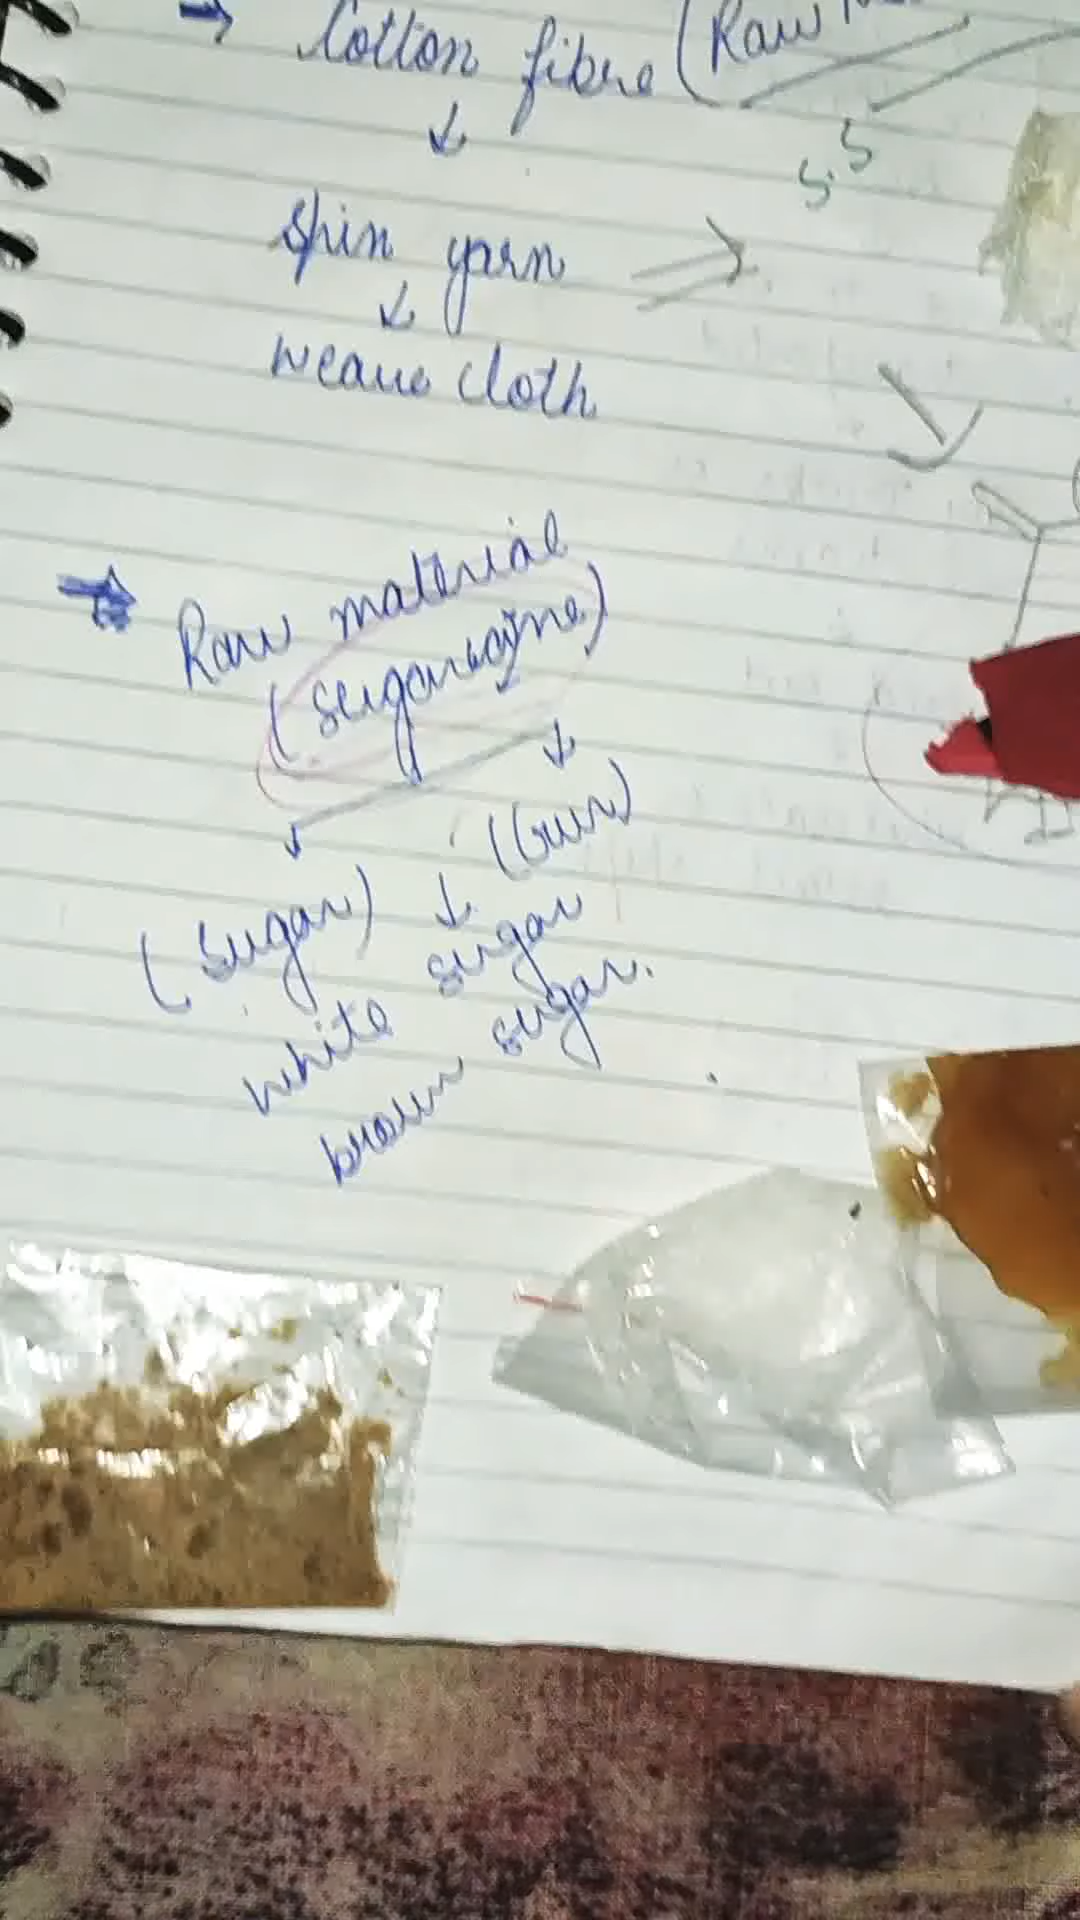 → Cotton fibre (Raw
↓
S.S
Spin yarn ⇒
↓
weave cloth
→ Raw material
(sugarcane)
↓
(Gur)
(Sugar) ↓
white sugar
brown sugar.